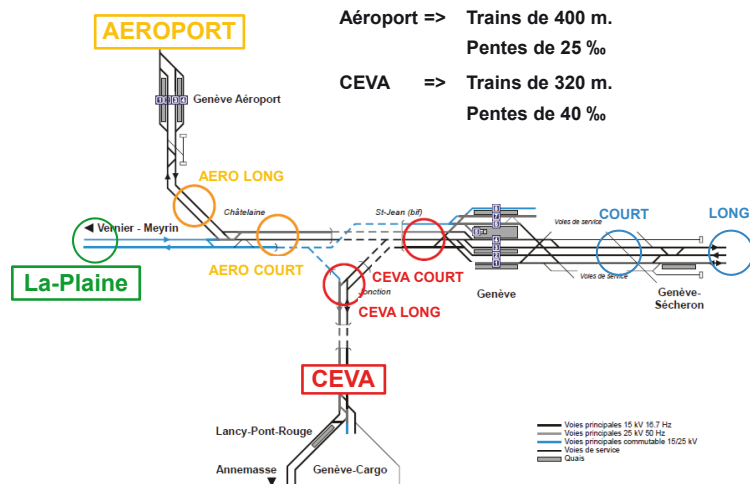 AEROPORT
Aéroport => Trains de 400 m.
Pentes de 25 ‰
CEVA => Trains de 320 m.
Pentes de 40 ‰
Genève Aéroport
AERO LONG
Châtelaine
St-Jean (bif)
Voies de service
COURT
LONG
◄ Vernier - Meyrin
AERO COURT
La-Plaine
CEVA COURT
Voies de service
Genève
Genève-
Sécheron
CEVA LONG
CEVA
Lancy-Pont-Rouge
Annemasse
Genève-Cargo
Voies principales 15 kV 16.7 Hz
Voies principales 25 kV 50 Hz
Voies principales commutable 15/25 kV
Voies de service
Quais